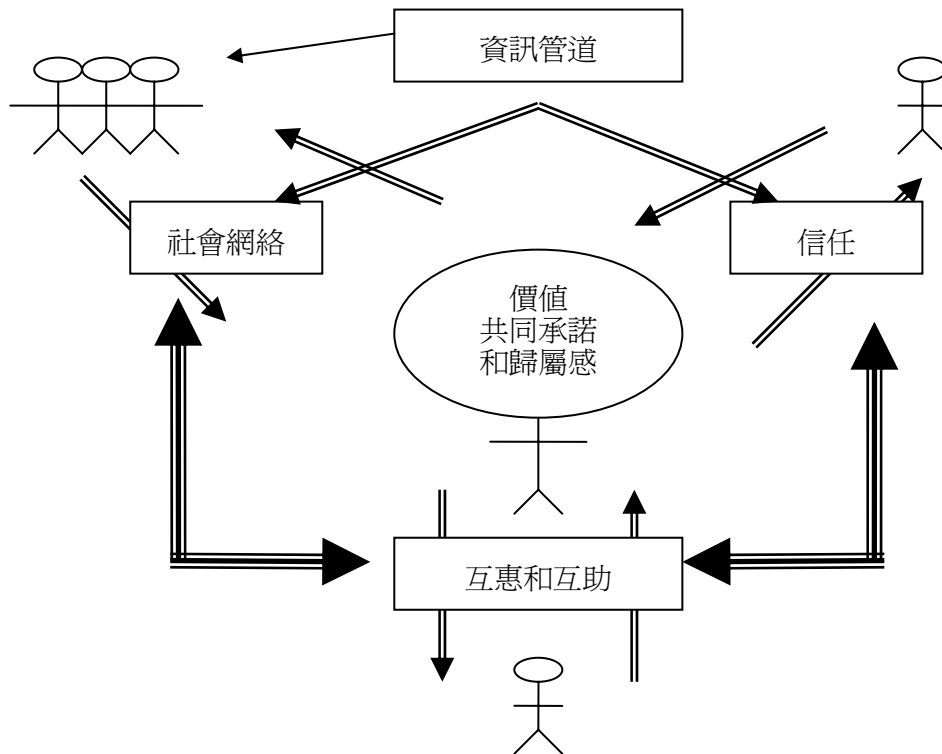 資訊管道
社會網絡
信任
價值
共同承諾
和歸屬感
互惠和互助